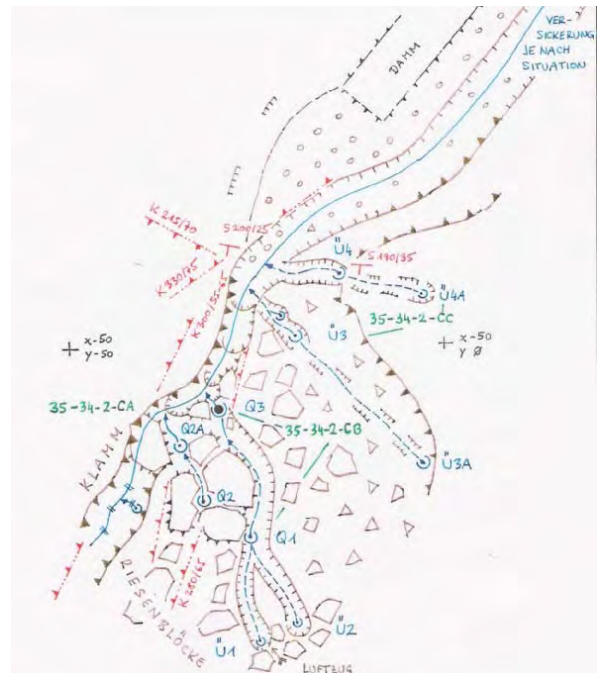 VER-
SICKERUNG
JE NACH
SITUATION
DAMM
K 215/70
S 200/25
K 330/75
K 300/55-65
Ü4
S 190/35
Ü4A
35-34-2-CC
Ü3
x-50
y-50
x-50
y Ø
35-34-2-CA
Q3
35-34-2-CB
KLAMM
Q2A
Ü3A
Q2
Q1
K 280/65
RIESENBLÖCKE
Ü1
Ü2
LUFTZUG